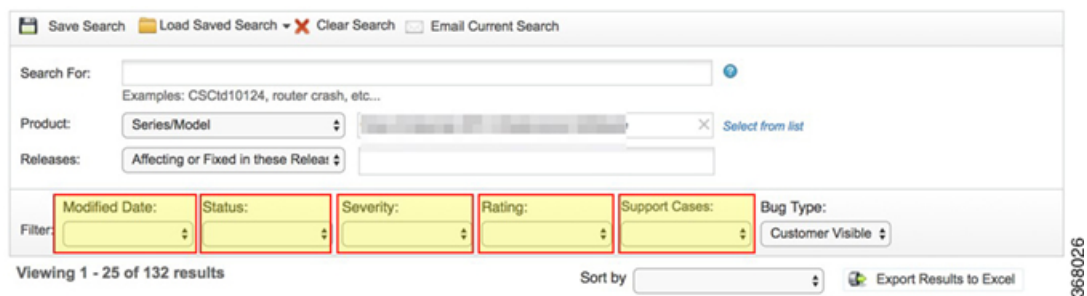 Save Search Load Saved Search Clear Search Email Current Search
Search For:
Examples: CSCtd10124, router crash, etc...
Product: Series/Model Select from list
Releases: Affecting or Fixed in these Releas
Modified Date: Status: Severity: Rating: Support Cases: Bug Type:
Filter: Customer Visible
Viewing 1 - 25 of 132 results Sort by Export Results to Excel
368026